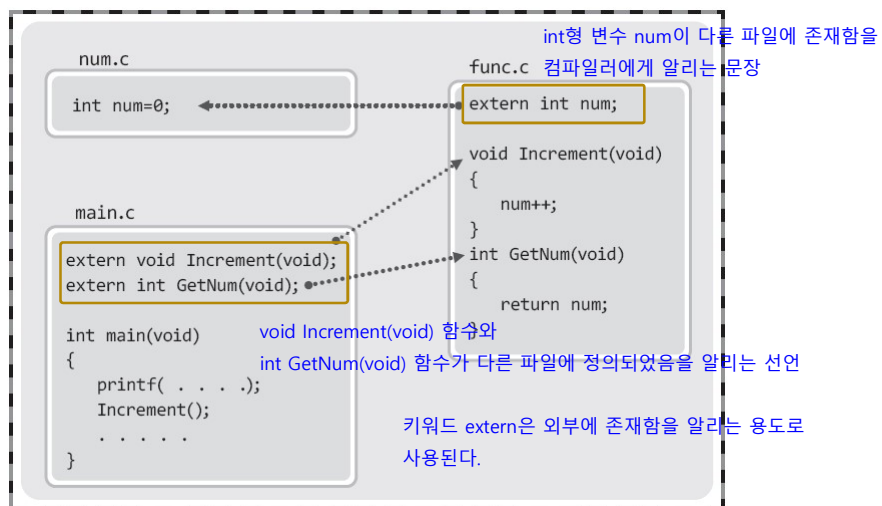 int형 변수 num이 다른 파일에 존재함을
컴파일러에게 알리는 문장
num.c
int num=0;
func.c
extern int num;
void Increment(void)
{
num++;
}
int GetNum(void)
{
return num;
}
main.c
extern void Increment(void);
extern int GetNum(void);
int main(void)
{
printf( . . . .);
Increment();
. . . . .
}
void Increment(void) 함수와
int GetNum(void) 함수가 다른 파일에 정의되었음을 알리는 선언
키워드 extern은 외부에 존재함을 알리는 용도로
사용된다.